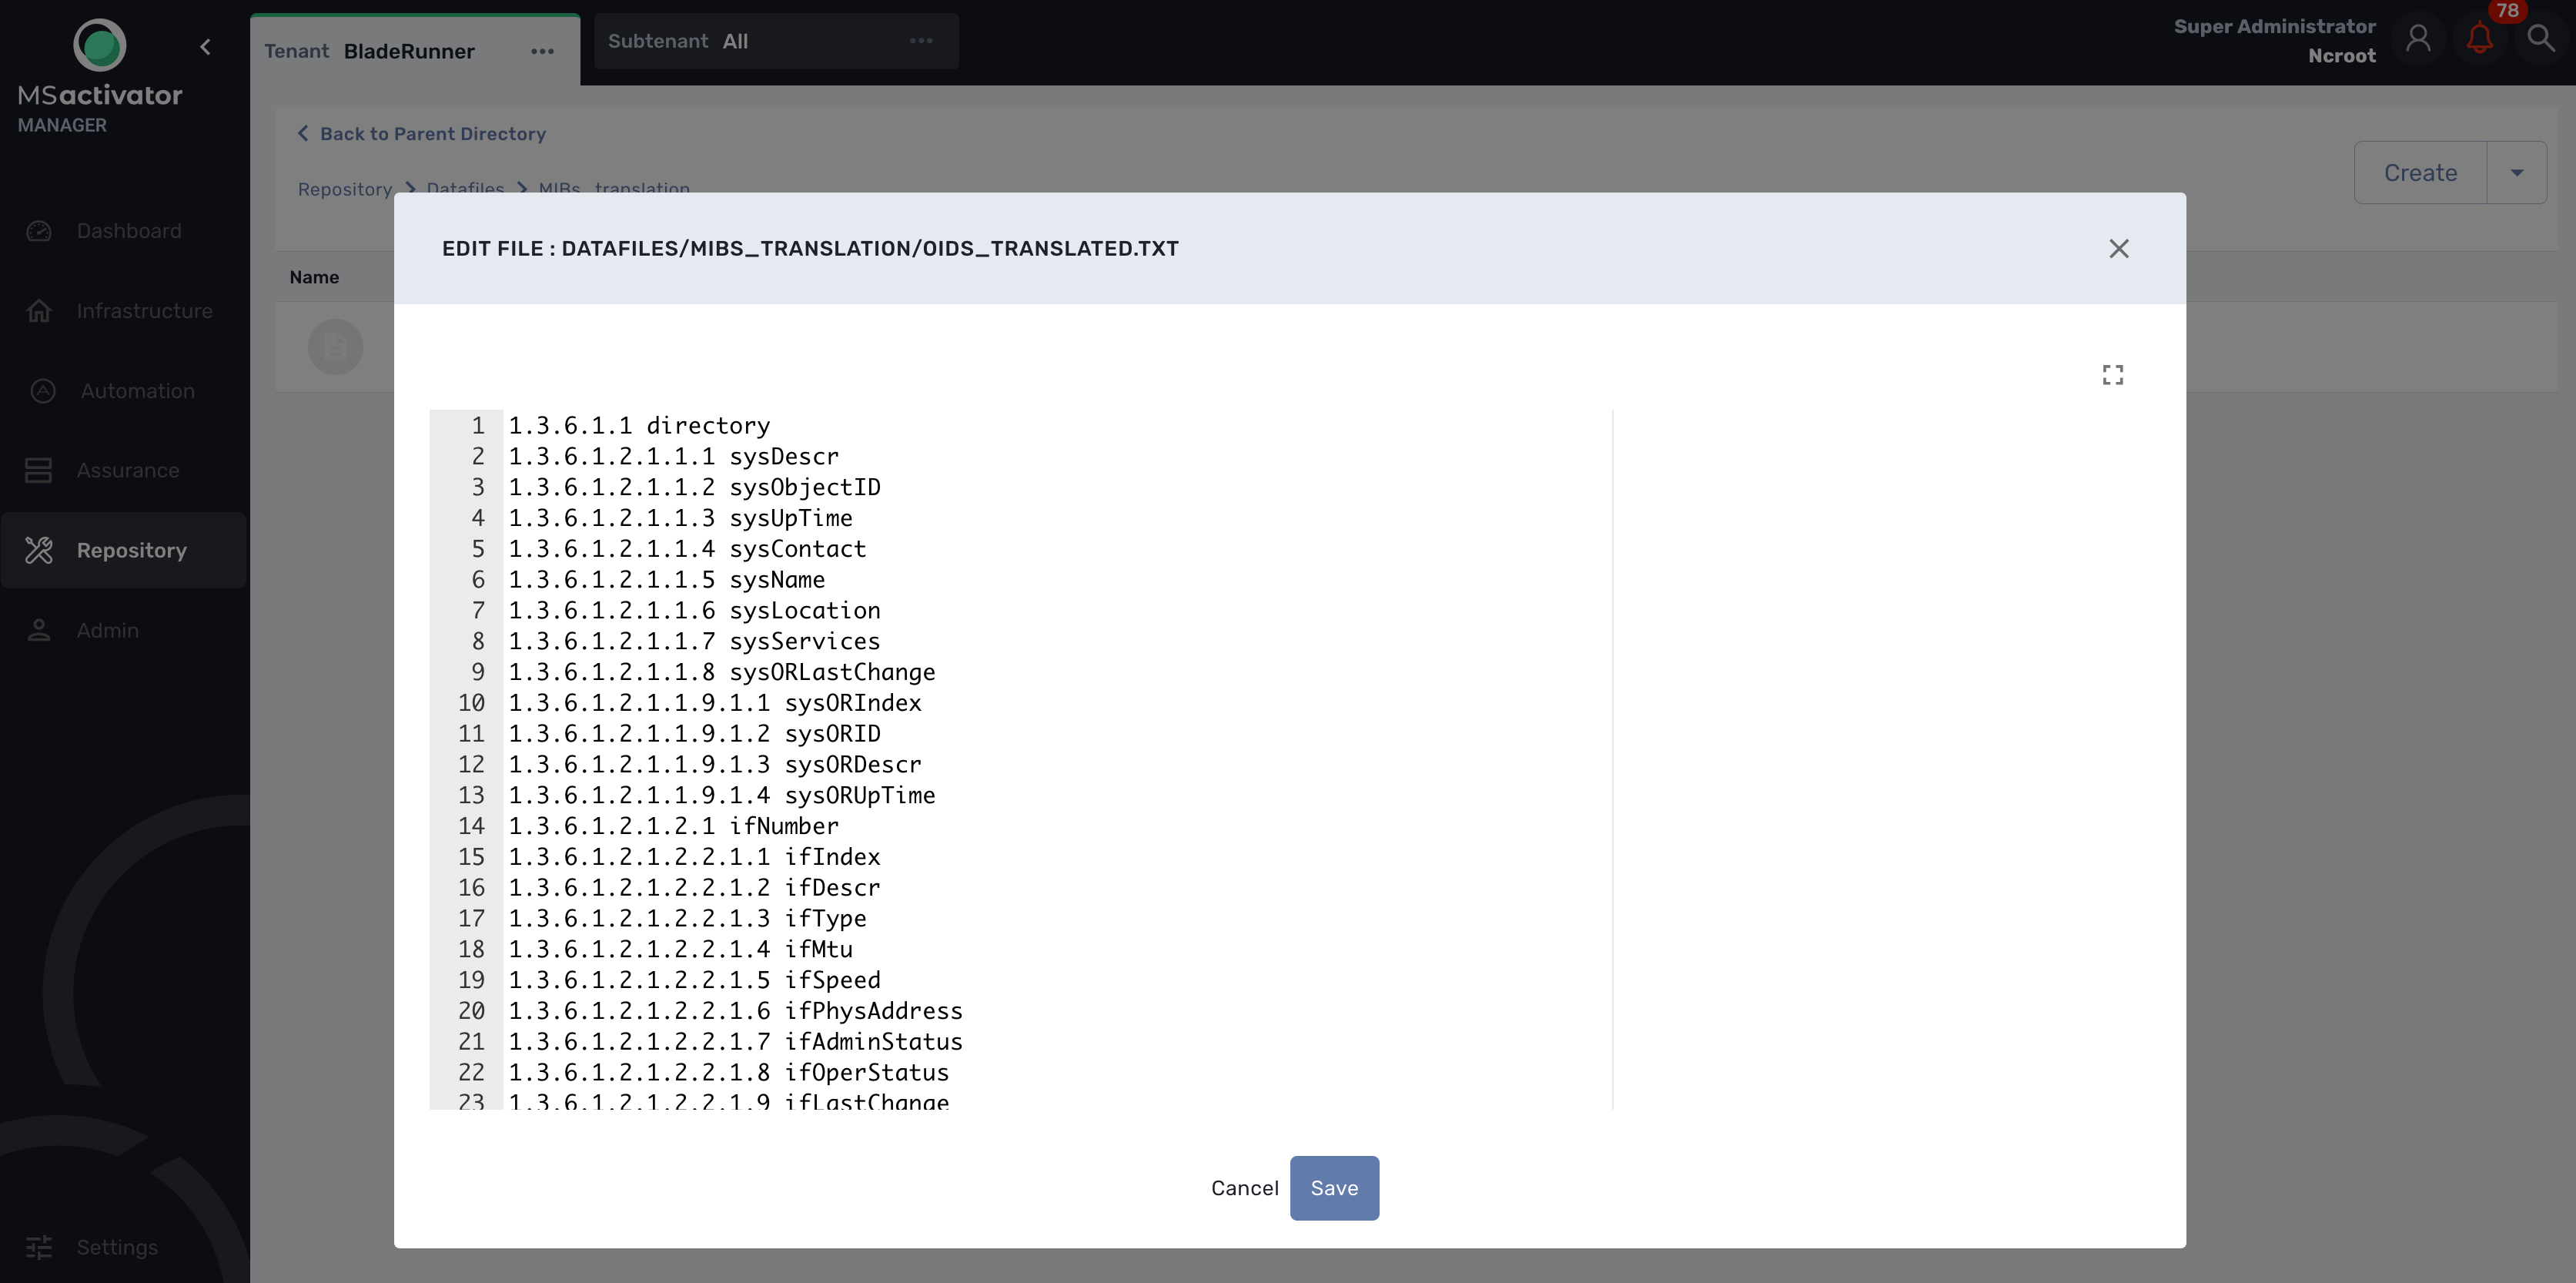 MSactivator
MANAGER
Dashboard
Infrastructure
Automation
Assurance
Repository
Admin
Settings
Tenant BladeRunner •••
Subtenant All •••
Super Administrator
Ncroot
78
Back to Parent Directory
Repository > Datafiles > MIBs_translation
Create
Name
EDIT FILE : DATAFILES/MIBS_TRANSLATION/OIDS_TRANSLATED.TXT
1 1.3.6.1.1 directory
2 1.3.6.1.2.1.1.1 sysDescr
3 1.3.6.1.2.1.1.2 sysObjectID
4 1.3.6.1.2.1.1.3 sysUpTime
5 1.3.6.1.2.1.1.4 sysContact
6 1.3.6.1.2.1.1.5 sysName
7 1.3.6.1.2.1.1.6 sysLocation
8 1.3.6.1.2.1.1.7 sysServices
9 1.3.6.1.2.1.1.8 sysORLastChange
10 1.3.6.1.2.1.1.9.1.1 sysORIndex
11 1.3.6.1.2.1.1.9.1.2 sysORID
12 1.3.6.1.2.1.1.9.1.3 sysORDescr
13 1.3.6.1.2.1.1.9.1.4 sysORUpTime
14 1.3.6.1.2.1.2.1 ifNumber
15 1.3.6.1.2.1.2.2.1.1 ifIndex
16 1.3.6.1.2.1.2.2.1.2 ifDescr
17 1.3.6.1.2.1.2.2.1.3 ifType
18 1.3.6.1.2.1.2.2.1.4 ifMtu
19 1.3.6.1.2.1.2.2.1.5 ifSpeed
20 1.3.6.1.2.1.2.2.1.6 ifPhysAddress
21 1.3.6.1.2.1.2.2.1.7 ifAdminStatus
22 1.3.6.1.2.1.2.2.1.8 ifOperStatus
23 1.3.6.1.2.1.2.2.1.9 ifLastChange
Cancel
Save